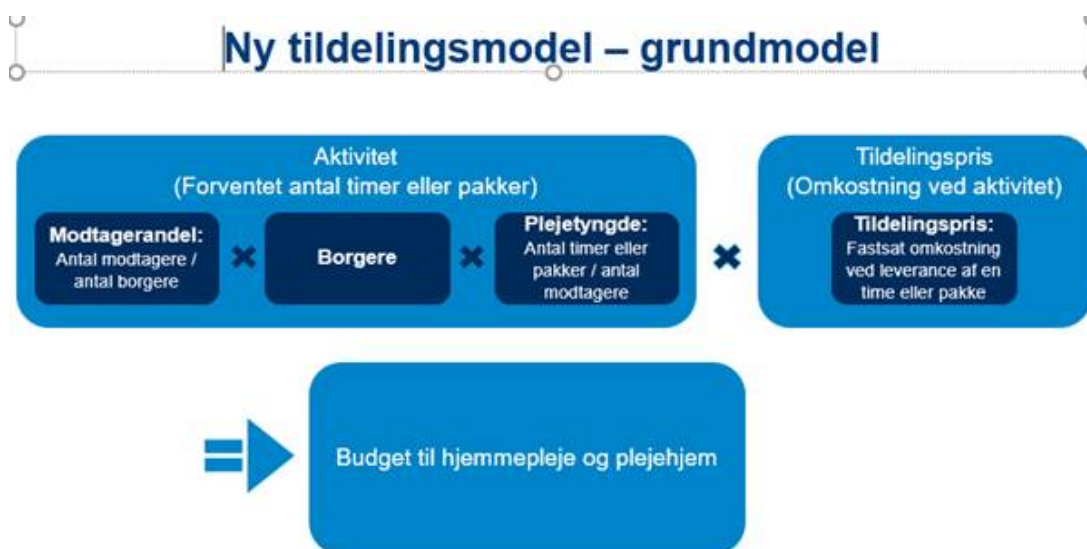 Ny tildelingsmodel – grundmodel
Aktivitet
(Forventet antal timer eller pakker)
Modtagerandel:
Antal modtagere /
antal borgere
Borgere
Plejetyngde:
Antal timer eller
pakker / antal
modtagere
Tildelingspris
(Omkostning ved aktivitet)
Tildelingspris:
Fastsat omkostning
ved leverance af en
time eller pakke
Budget til hjemmepleje og plejehjem